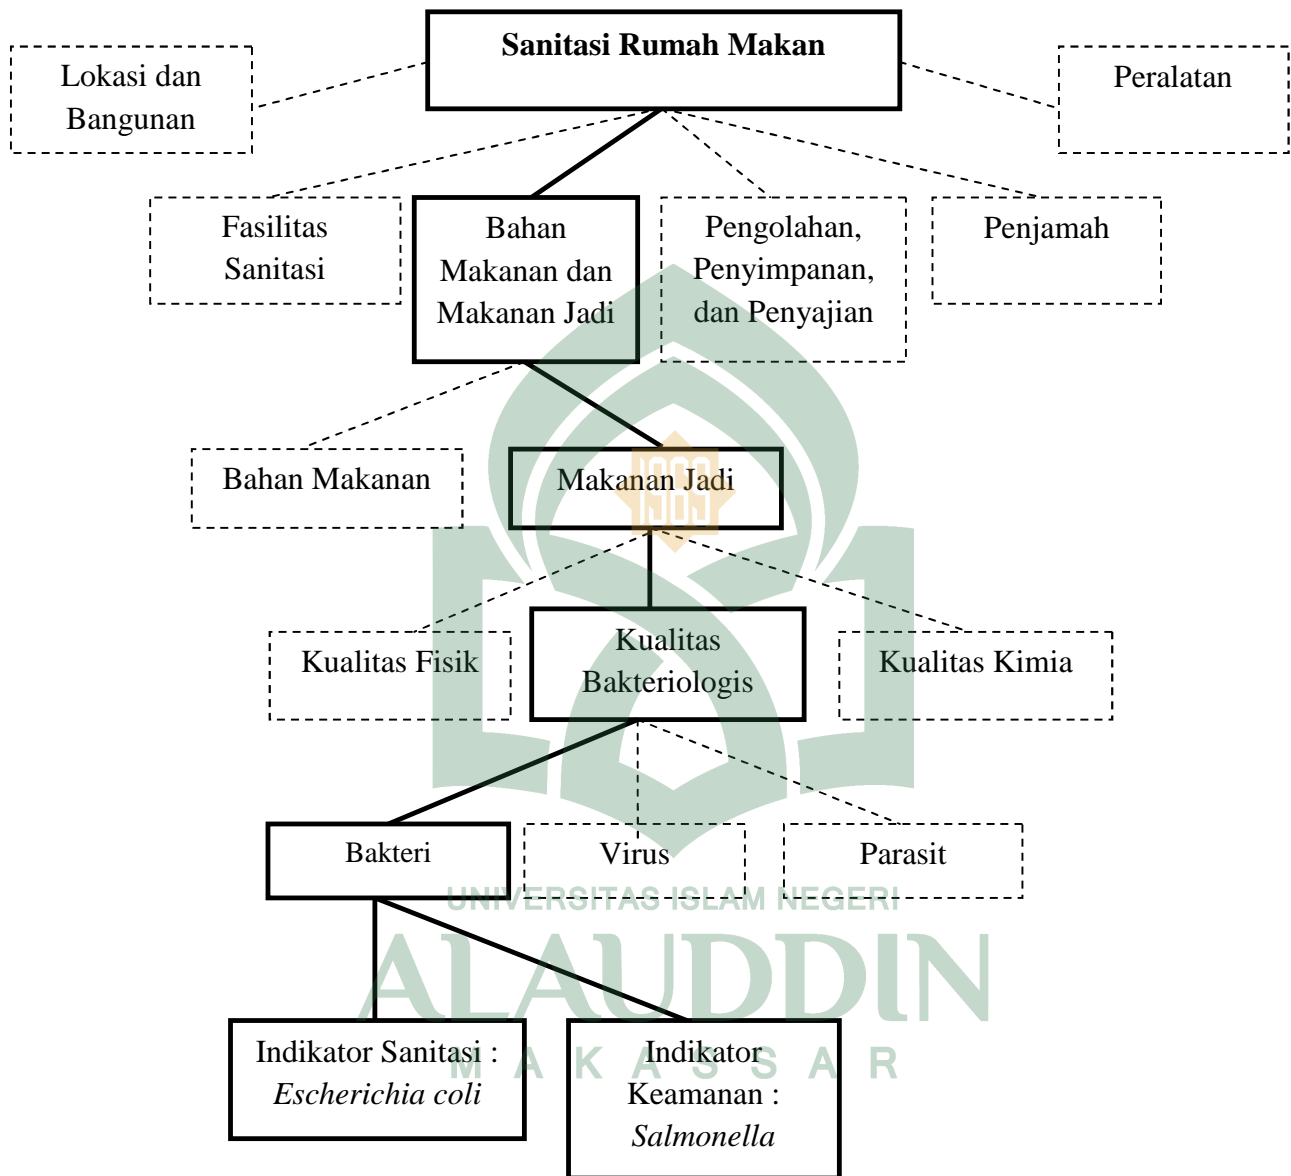 Sanitasi Rumah Makan
Lokasi dan
Bangunan
Peralatan
Fasilitas
Sanitasi
Bahan
Makanan dan
Makanan Jadi
Pengolahan,
Penyimpanan,
dan Penyajian
Penjamah
Bahan Makanan
Makanan Jadi
1969
Kualitas Fisik
Kualitas
Bakteriologis
Kualitas Kimia
Bakteri
Virus
Parasit
UNIVERSITAS ISLAM NEGERI
ALAUDDIN
MAKASSAR
Indikator Sanitasi :
Escherichia coli
Indikator
Keamanan :
Salmonella